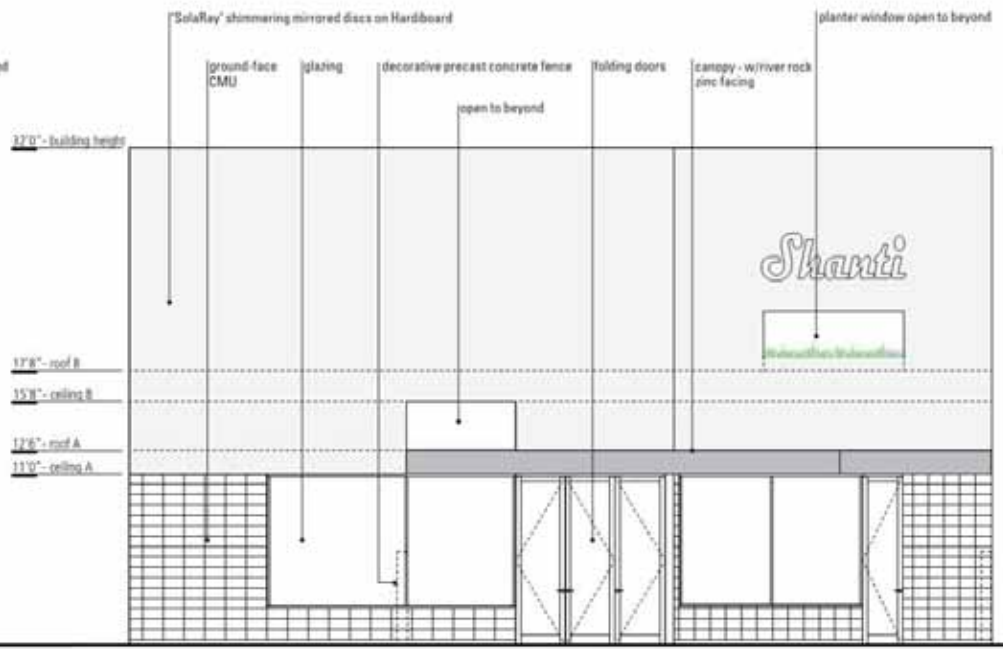 'SolaRay' shimmering mirrored discs on Hardiboard
planter window open to beyond
ground-face
CMU
glazing
decorative precast concrete fence
folding doors
canopy - w/river rock
zinc facing
open to beyond
32'0" - building height
Shanti
17'8" - roof B
15'8" - ceiling B
12'6" - roof A
11'0" - ceiling A